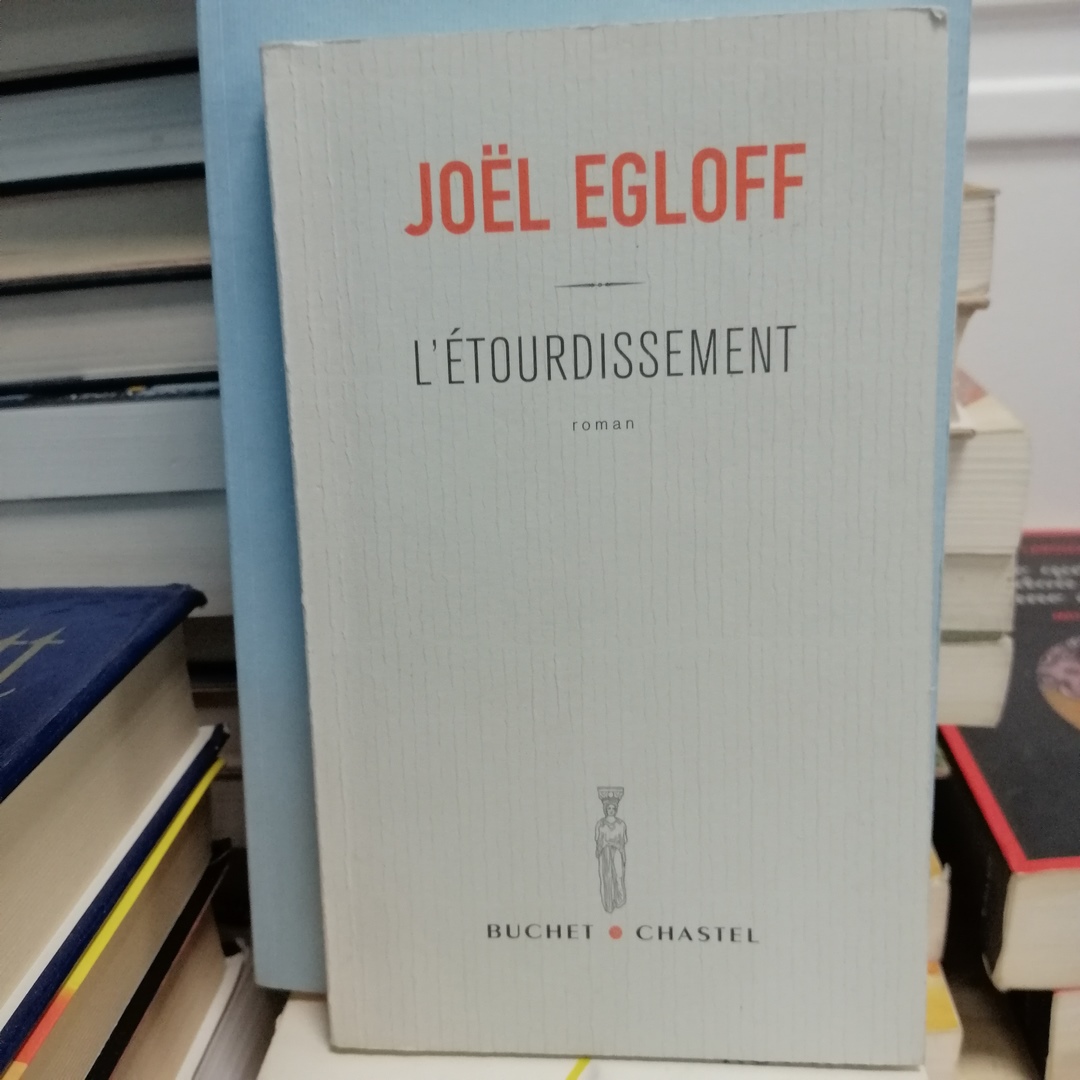 JOËL EGLOFF
L'ÉTOURDISSEMENT
roman
BUCHET • CHASTEL